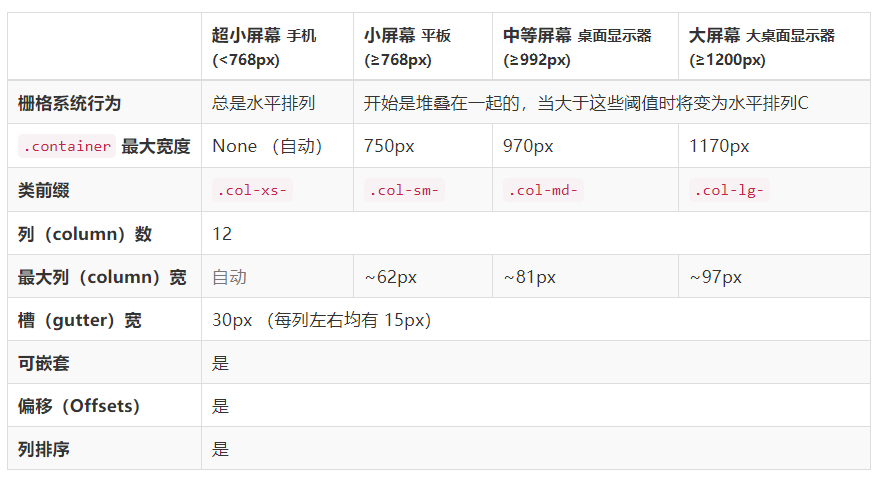 超小屏幕 手机 (<768px) 小屏幕 平板 (≥768px) 中等屏幕 桌面显示器 (≥992px) 大屏幕 大桌面显示器 (≥1200px)
栅格系统行为 总是水平排列 开始是堆叠在一起的，当大于这些阈值时将变为水平排列C
.container 最大宽度 None （自动） 750px 970px 1170px
类前缀 .col-xs- .col-sm- .col-md- .col-lg-
列（column）数 12
最大列（column）宽 自动 ~62px ~81px ~97px
槽（gutter）宽 30px （每列左右均有 15px）
可嵌套 是
偏移（Offsets） 是
列排序 是